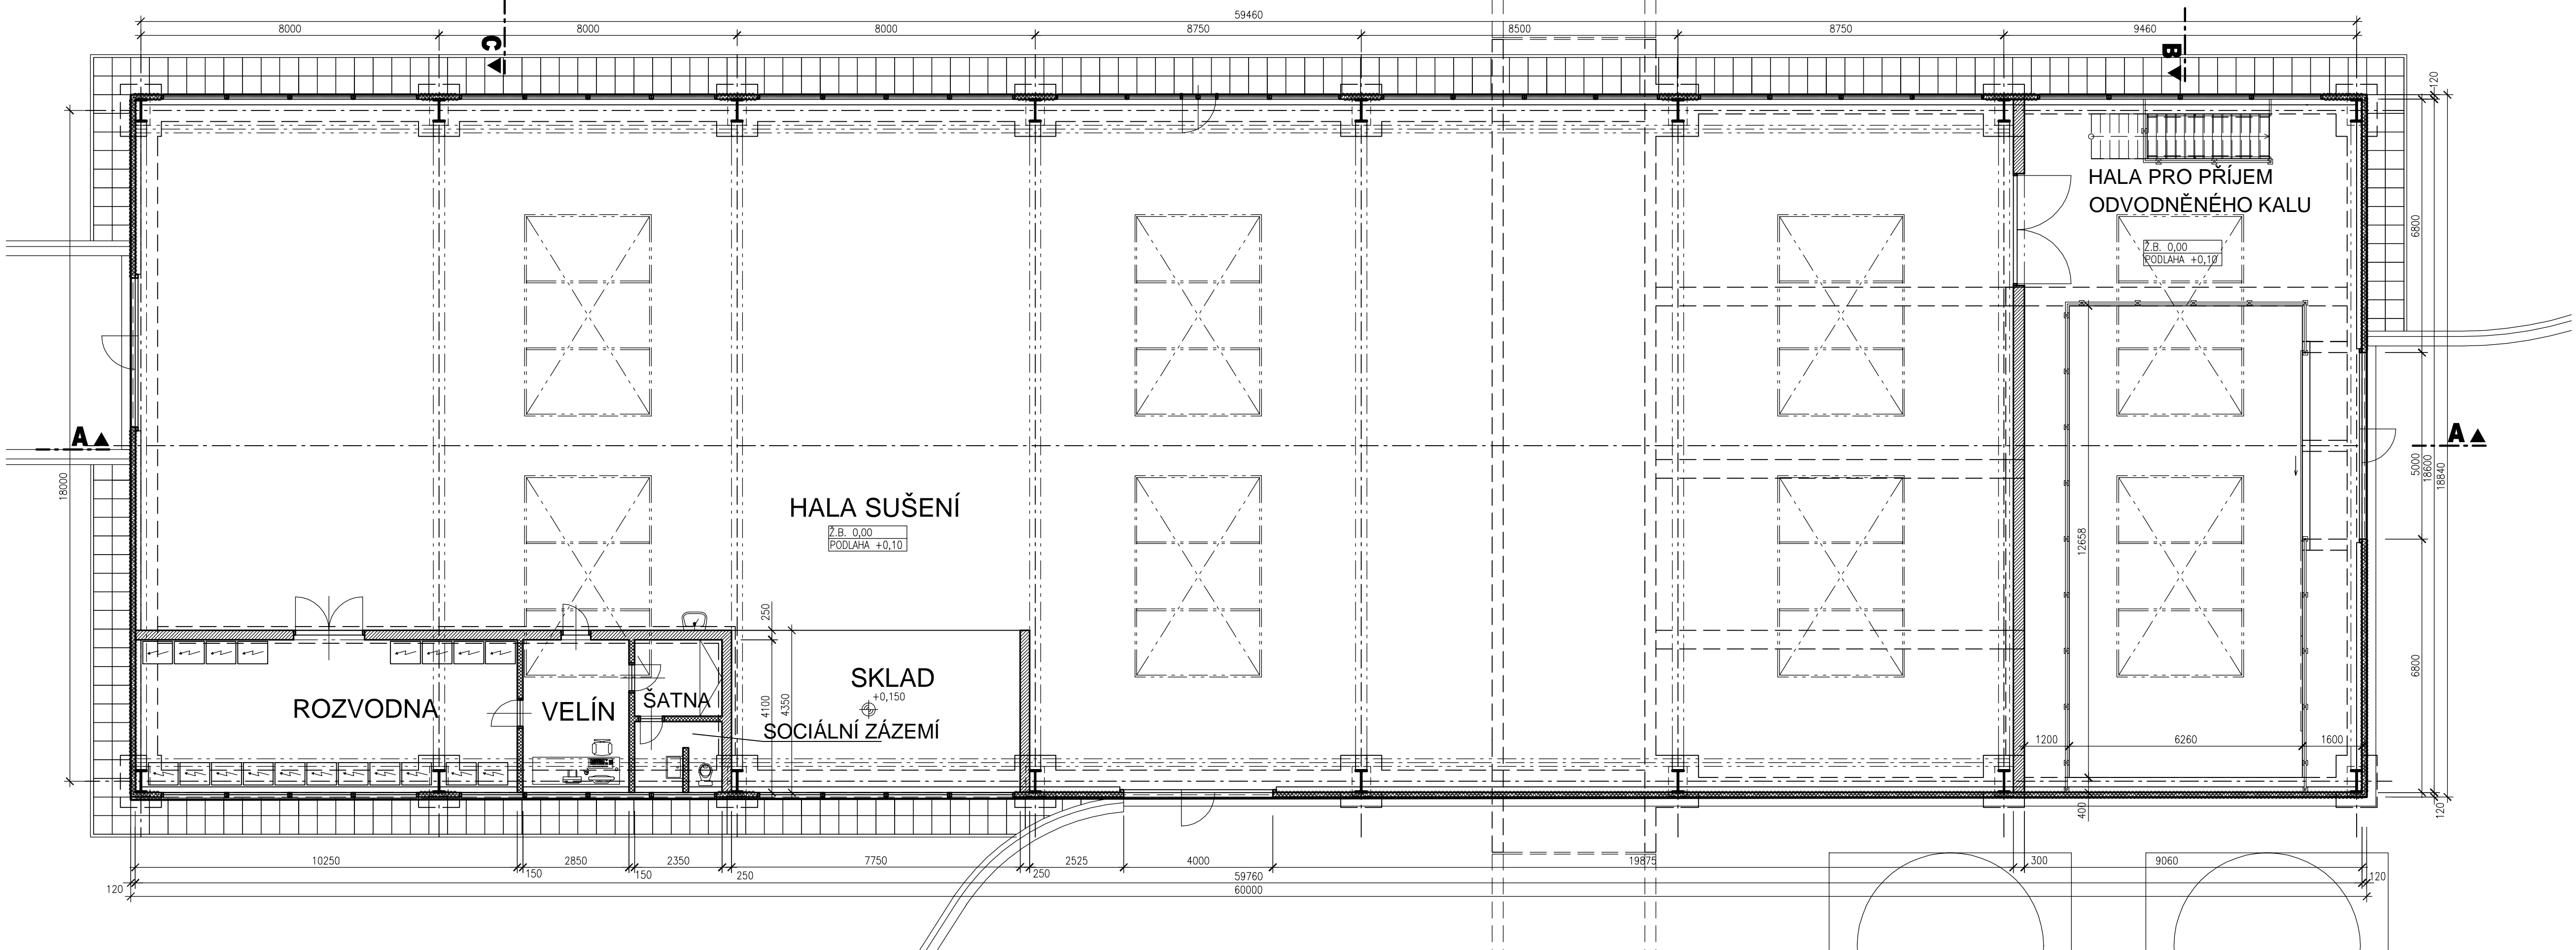 59460
8000
8000
8000
8750
8500
8750
9460
C
B
120
HALA PRO PŘÍJEM
ODVODNĚNÉHO KALU
6800
Ž.B. 0,00
PODLAHA +0,10
A
A
18000
5000
18600
18840
HALA SUŠENÍ
Ž.B. 0,00
PODLAHA +0,10
12658
250
4100
4350
SKLAD
+0,150
ROZVODNA
VELÍN
ŠATNA
SOCIÁLNÍ ZÁZEMÍ
6800
1200
6260
1600
400
120
10250
2850
2350
7750
2525
4000
19875
300
9060
150
150
250
250
59760
120
120
60000